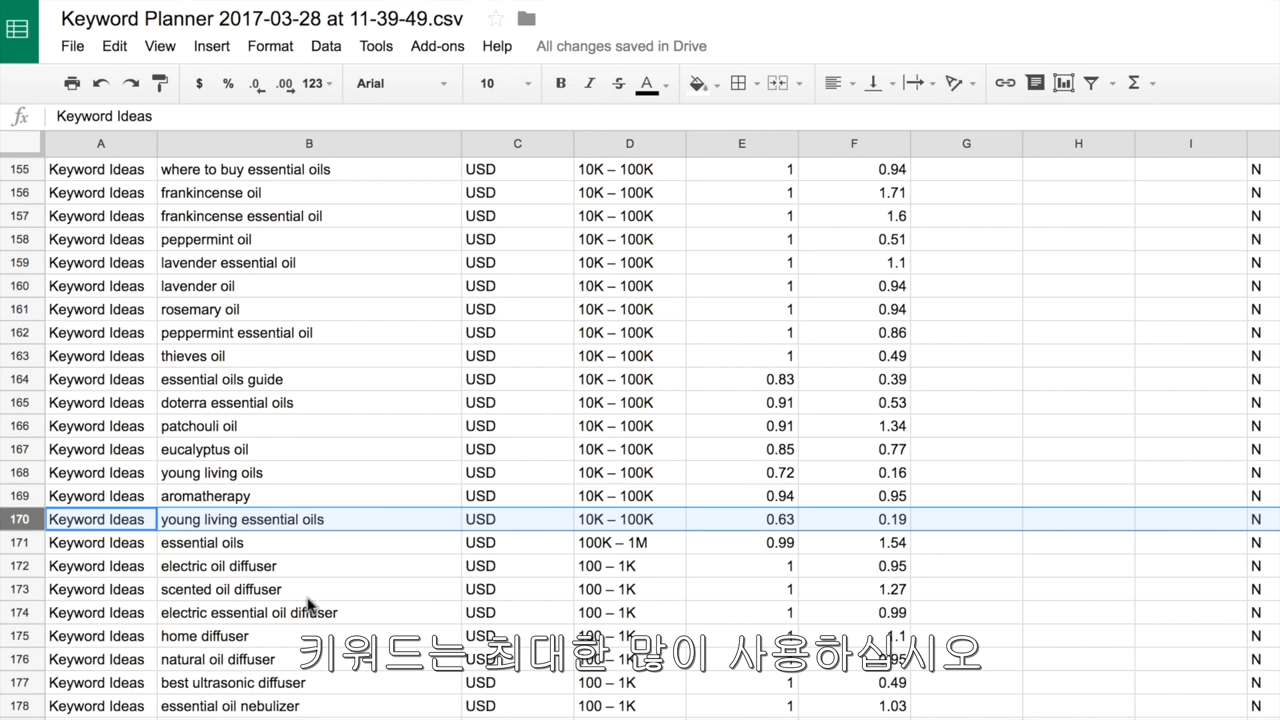 Keyword Planner 2017-03-28 at 11-39-49.csv
File Edit View Insert Format Data Tools Add-ons Help All changes saved in Drive
$ % .0 .00 123 Arial 10 B I S A Σ
fx Keyword Ideas
A B C D E F G H I
155 Keyword Ideas where to buy essential oils USD 10K – 100K 1 0.94 N
156 Keyword Ideas frankincense oil USD 10K – 100K 1 1.71 N
157 Keyword Ideas frankincense essential oil USD 10K – 100K 1 1.6 N
158 Keyword Ideas peppermint oil USD 10K – 100K 1 0.51 N
159 Keyword Ideas lavender essential oil USD 10K – 100K 1 1.1 N
160 Keyword Ideas lavender oil USD 10K – 100K 1 0.94 N
161 Keyword Ideas rosemary oil USD 10K – 100K 1 0.94 N
162 Keyword Ideas peppermint essential oil USD 10K – 100K 1 0.86 N
163 Keyword Ideas thieves oil USD 10K – 100K 1 0.49 N
164 Keyword Ideas essential oils guide USD 10K – 100K 0.83 0.39 N
165 Keyword Ideas doterra essential oils USD 10K – 100K 0.91 0.53 N
166 Keyword Ideas patchouli oil USD 10K – 100K 0.91 1.34 N
167 Keyword Ideas eucalyptus oil USD 10K – 100K 0.85 0.77 N
168 Keyword Ideas young living oils USD 10K – 100K 0.72 0.16 N
169 Keyword Ideas aromatherapy USD 10K – 100K 0.94 0.95 N
170 Keyword Ideas young living essential oils USD 10K – 100K 0.63 0.19 N
171 Keyword Ideas essential oils USD 100K – 1M 0.99 1.54 N
172 Keyword Ideas electric oil diffuser USD 100 – 1K 1 0.95 N
173 Keyword Ideas scented oil diffuser USD 100 – 1K 1 1.27 N
174 Keyword Ideas electric essential oil diffuser USD 100 – 1K 1 0.99 N
175 Keyword Ideas home diffuser USD 100 – 1K 1 1.1 N
키워드는 최대한 많이 사용하십시오
176 Keyword Ideas natural oil diffuser USD 100 – 1K 1 N
177 Keyword Ideas best ultrasonic diffuser USD 100 – 1K 1 0.49 N
178 Keyword Ideas essential oil nebulizer USD 100 – 1K 1 1.03 N